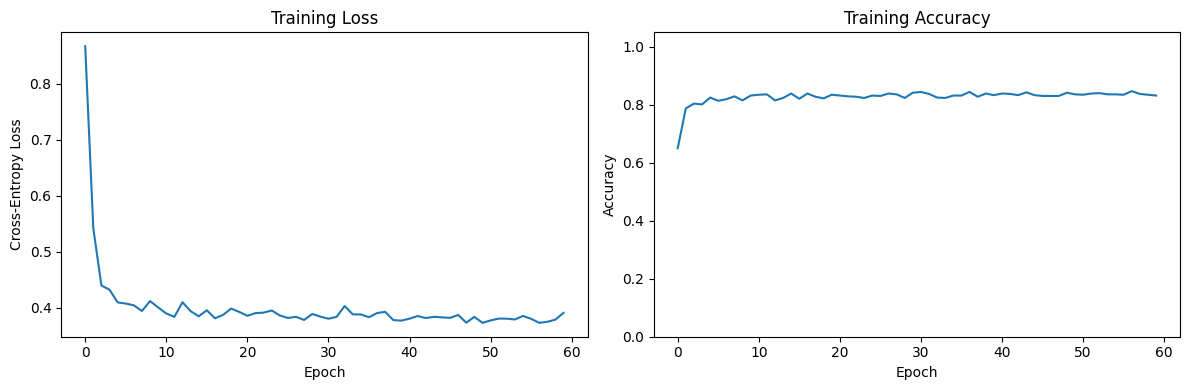 Training Loss
Cross-Entropy Loss
0.8
0.7
0.6
0.5
0.4
0 10 20 30 40 50 60
Epoch
Training Accuracy
Accuracy
1.0
0.8
0.6
0.4
0.2
0.0
0 10 20 30 40 50 60
Epoch